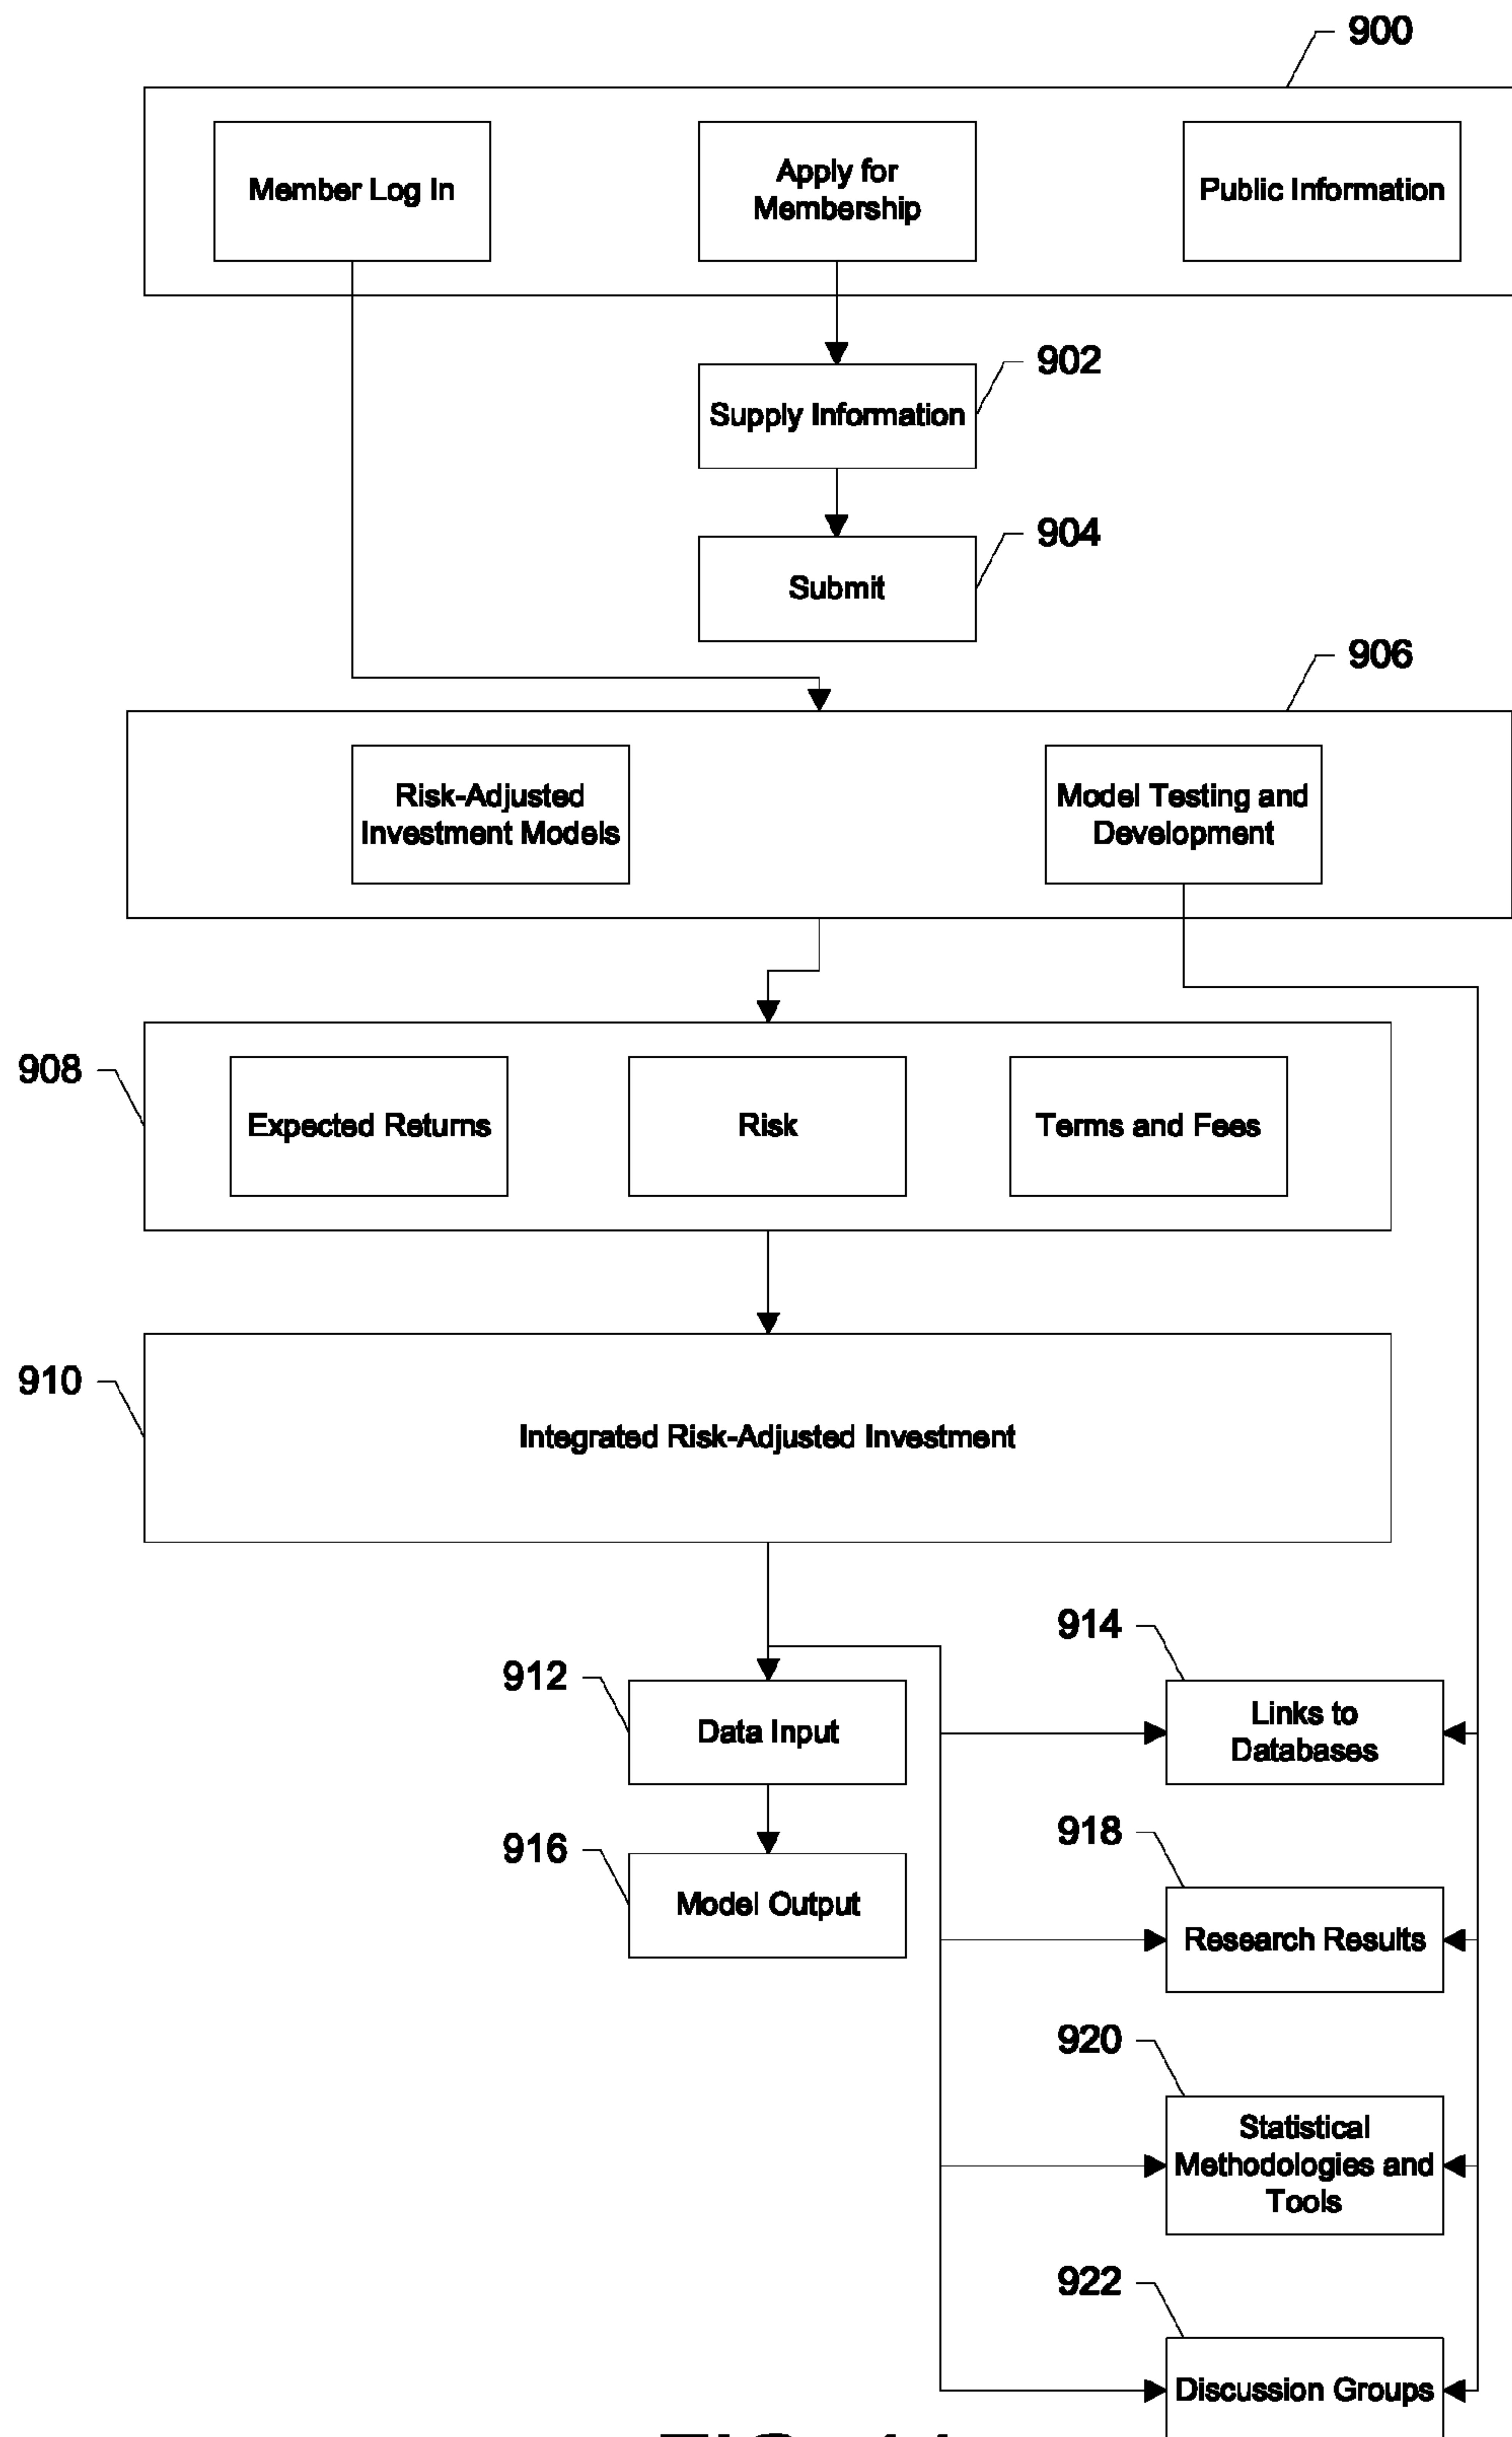 900
Member Log In
Apply for
Membership
Public Information
902
Supply Information
904
Submit
906
Risk-Adjusted
Investment Models
Model Testing and
Development
908
Expected Returns
Risk
Terms and Fees
910
Integrated Risk-Adjusted Investment
914
912
Links to
Databases
Data Input
918
916
Model Output
Research Results
920
Statistical
Methodologies and
Tools
922
Discussion Groups